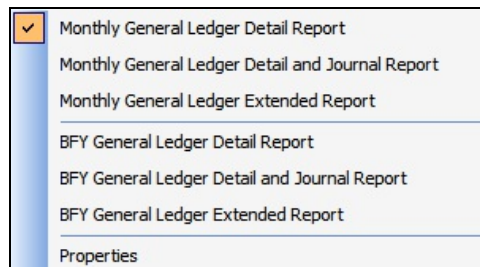 Monthly General Ledger Detail Report
Monthly General Ledger Detail and Journal Report
Monthly General Ledger Extended Report
BFY General Ledger Detail Report
BFY General Ledger Detail and Journal Report
BFY General Ledger Extended Report
Properties